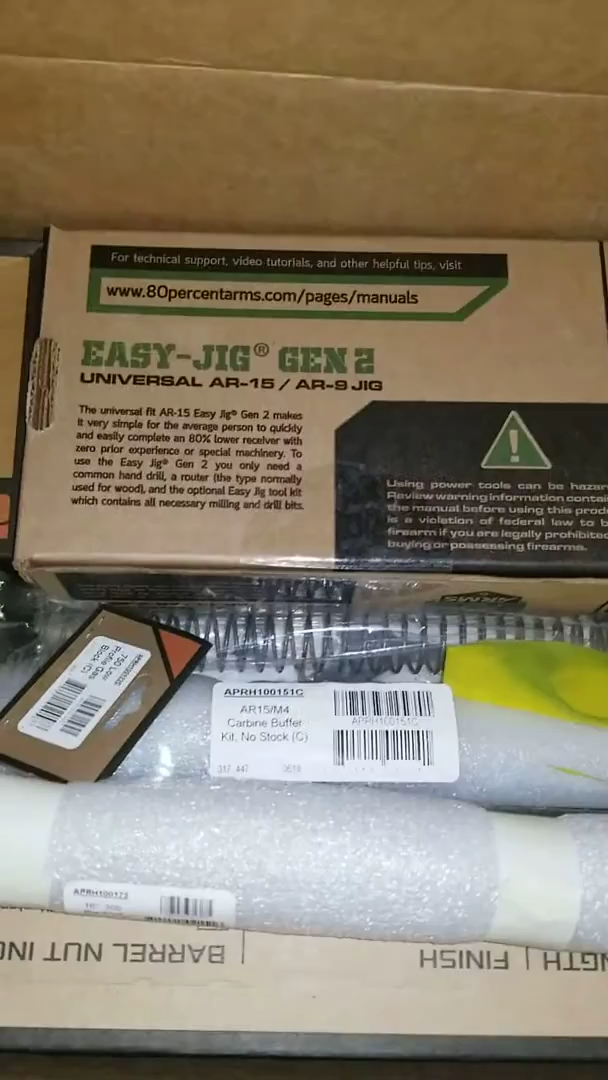 For technical support, video tutorials, and other helpful tips, visit
www.80percentarms.com/pages/manuals
EASY-JIG® GEN 2
UNIVERSAL AR-15 / AR-9 JIG
The universal fit AR-15 Easy Jig® Gen 2 makes
it very simple for the average person to quickly
and easily complete an 80% lower receiver with
zero prior experience or special machinery. To
use the Easy Jig® Gen 2 you only need a
common hand drill, a router (the type normally
used for wood), and the optional Easy Jig tool kit
which contains all necessary milling and drill bits.
Using power tools can be
Review warning information
the manual before using this
is a violation of federal law to
firearm if you are legally
buying or possessing firearms.
ARMS
.750 Low
Profile Gas
Block (C)
APRH100151C
AR15/M4
Carbine Buffer
Kit, No Stock (C)
APRH100151C
APRH100173
BARREL NUT
FINISH